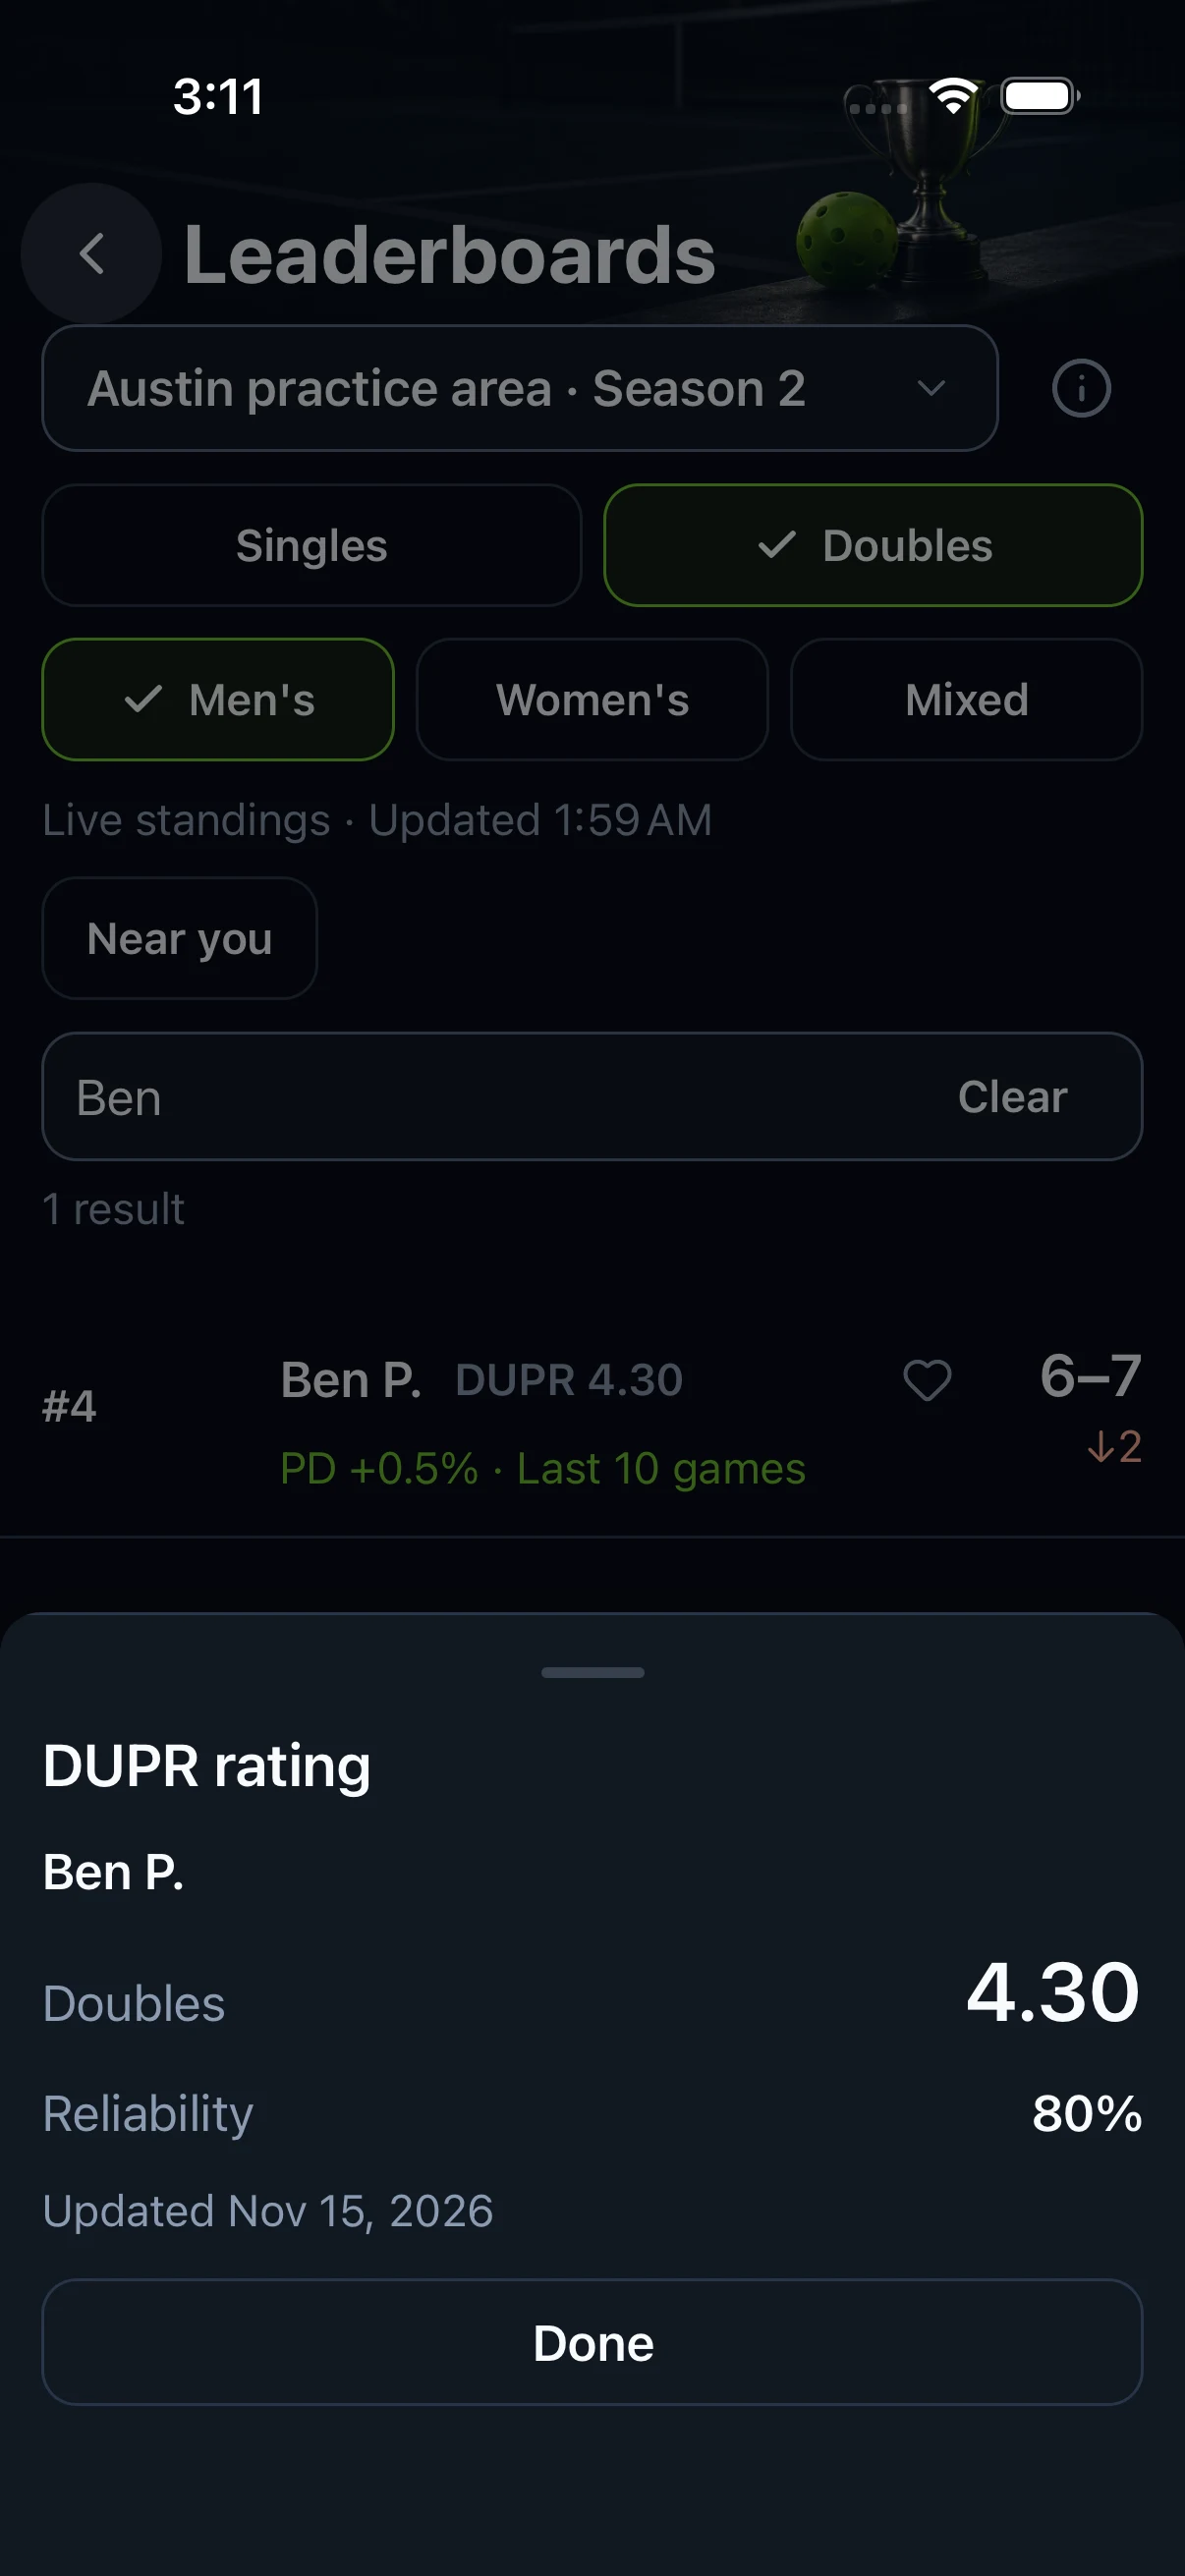 3:11
Leaderboards
Austin practice area · Season 2
Singles
Doubles
Men's
Women's
Mixed
Live standings · Updated 1:59 AM
Near you
Ben
Clear
1 result
#4
Ben P. DUPR 4.30
6–7
PD +0.5% · Last 10 games
↓2
DUPR rating
Ben P.
Doubles
4.30
Reliability
80%
Updated Nov 15, 2026
Done